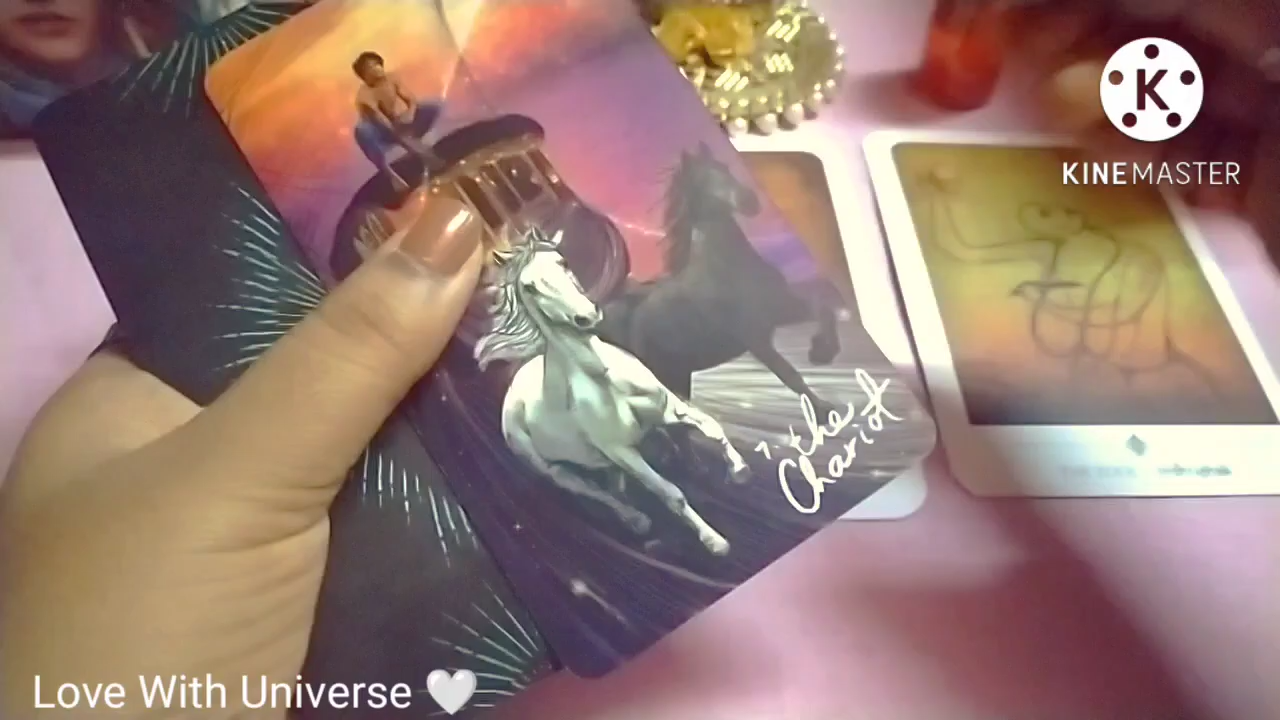 K
KINEMASTER
7. the
Chariot
Love With Universe 🤍